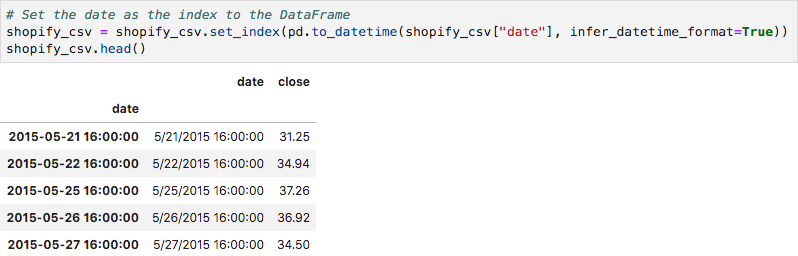 # Set the date as the index to the DataFrame
shopify_csv = shopify_csv.set_index(pd.to_datetime(shopify_csv["date"], infer_datetime_format=True))
shopify_csv.head()
date close
date
2015-05-21 16:00:00 5/21/2015 16:00:00 31.25
2015-05-22 16:00:00 5/22/2015 16:00:00 34.94
2015-05-25 16:00:00 5/25/2015 16:00:00 37.26
2015-05-26 16:00:00 5/26/2015 16:00:00 36.92
2015-05-27 16:00:00 5/27/2015 16:00:00 34.50